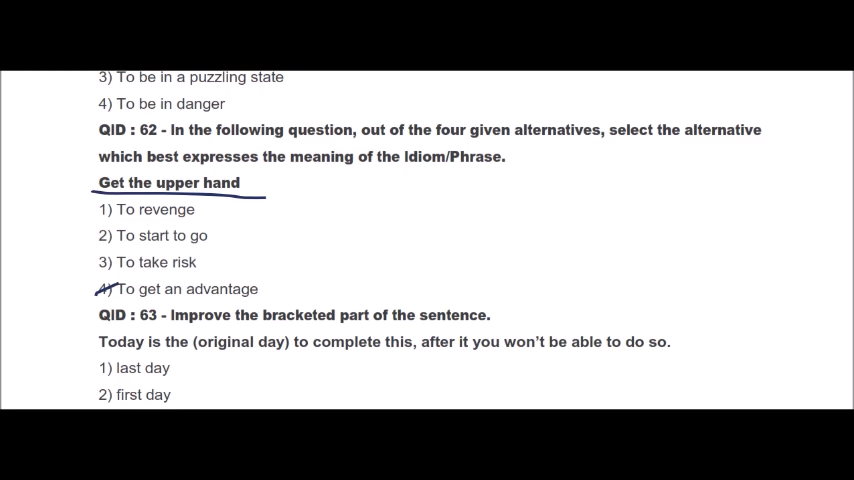 3) To be in a puzzling state
4) To be in danger
QID : 62 - In the following question, out of the four given alternatives, select the alternative
which best expresses the meaning of the Idiom/Phrase.
Get the upper hand
1) To revenge
2) To start to go
3) To take risk
4) To get an advantage
QID : 63 - Improve the bracketed part of the sentence.
Today is the (original day) to complete this, after it you won't be able to do so.
1) last day
2) first day